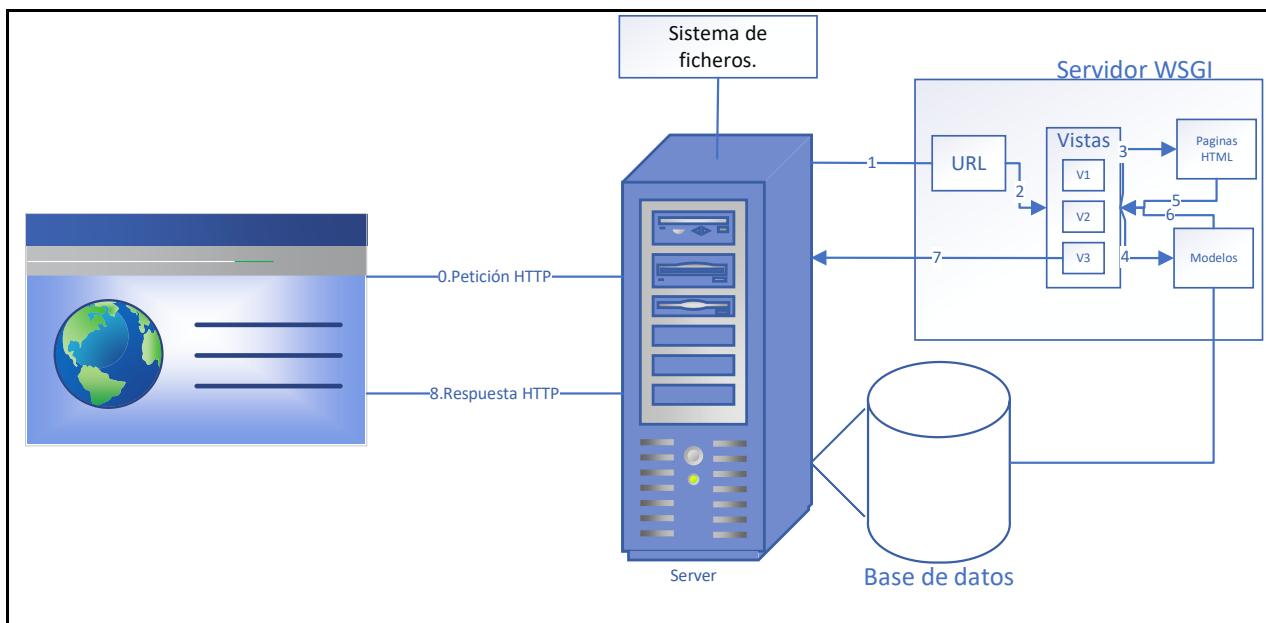 Sistema de
ficheros.
Servidor WSGI
1
URL
2
Vistas
V1
V2
V3
3
Paginas
HTML
5
6
4
Modelos
7
0.Petición HTTP
8.Respuesta HTTP
Server
Base de datos